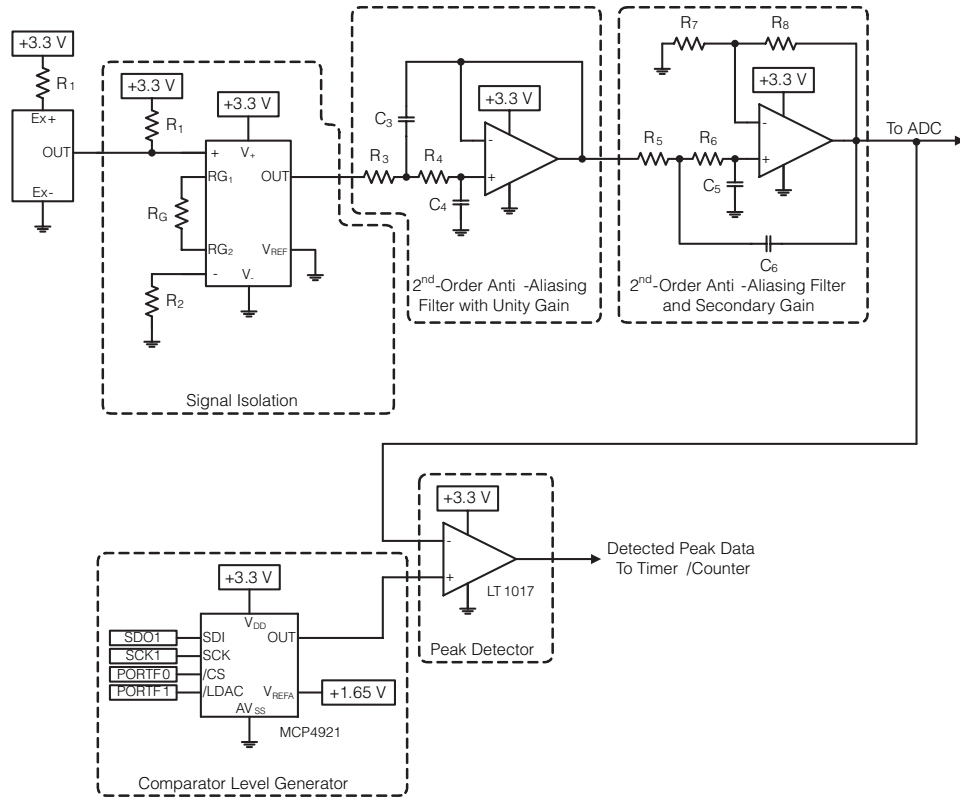 +3.3 V
R1
Ex+
OUT
Ex-
+3.3 V
R1
+3.3 V
+
V+
RG1
OUT
RG
RG2
VREF
-
V-
R2
Signal Isolation
C3
+3.3 V
-
R3
R4
+
C4
2nd-Order Anti -Aliasing
Filter with Unity Gain
R7
R8
+3.3 V
-
R5
R6
+
C5
C6
2nd-Order Anti -Aliasing Filter
and Secondary Gain
To ADC
+3.3 V
-
+
LT 1017
Peak Detector
Detected Peak Data
To Timer /Counter
+3.3 V
VDD
SDO1
SDI
OUT
SCK1
SCK
PORTF0
/CS
PORTF1
/LDAC
VREFA
+1.65 V
AVSS
MCP4921
Comparator Level Generator